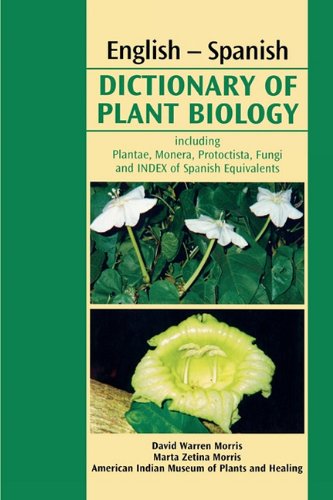 English – Spanish
DICTIONARY OF
PLANT BIOLOGY
including
Plantae, Monera, Protoctista, Fungi
and INDEX of Spanish Equivalents
David Warren Morris
Marta Zetina Morris
American Indian Museum of Plants and Healing